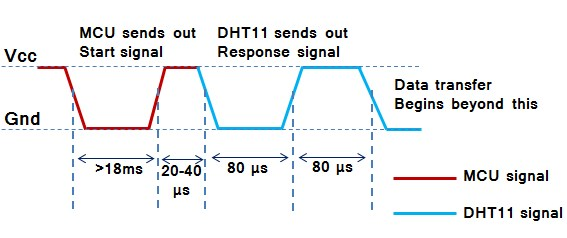 MCU sends out
Start signal
DHT11 sends out
Response signal
Vcc
Gnd
Data transfer
Begins beyond this
>18ms
20-40
µs
80 µs
80 µs
MCU signal
DHT11 signal